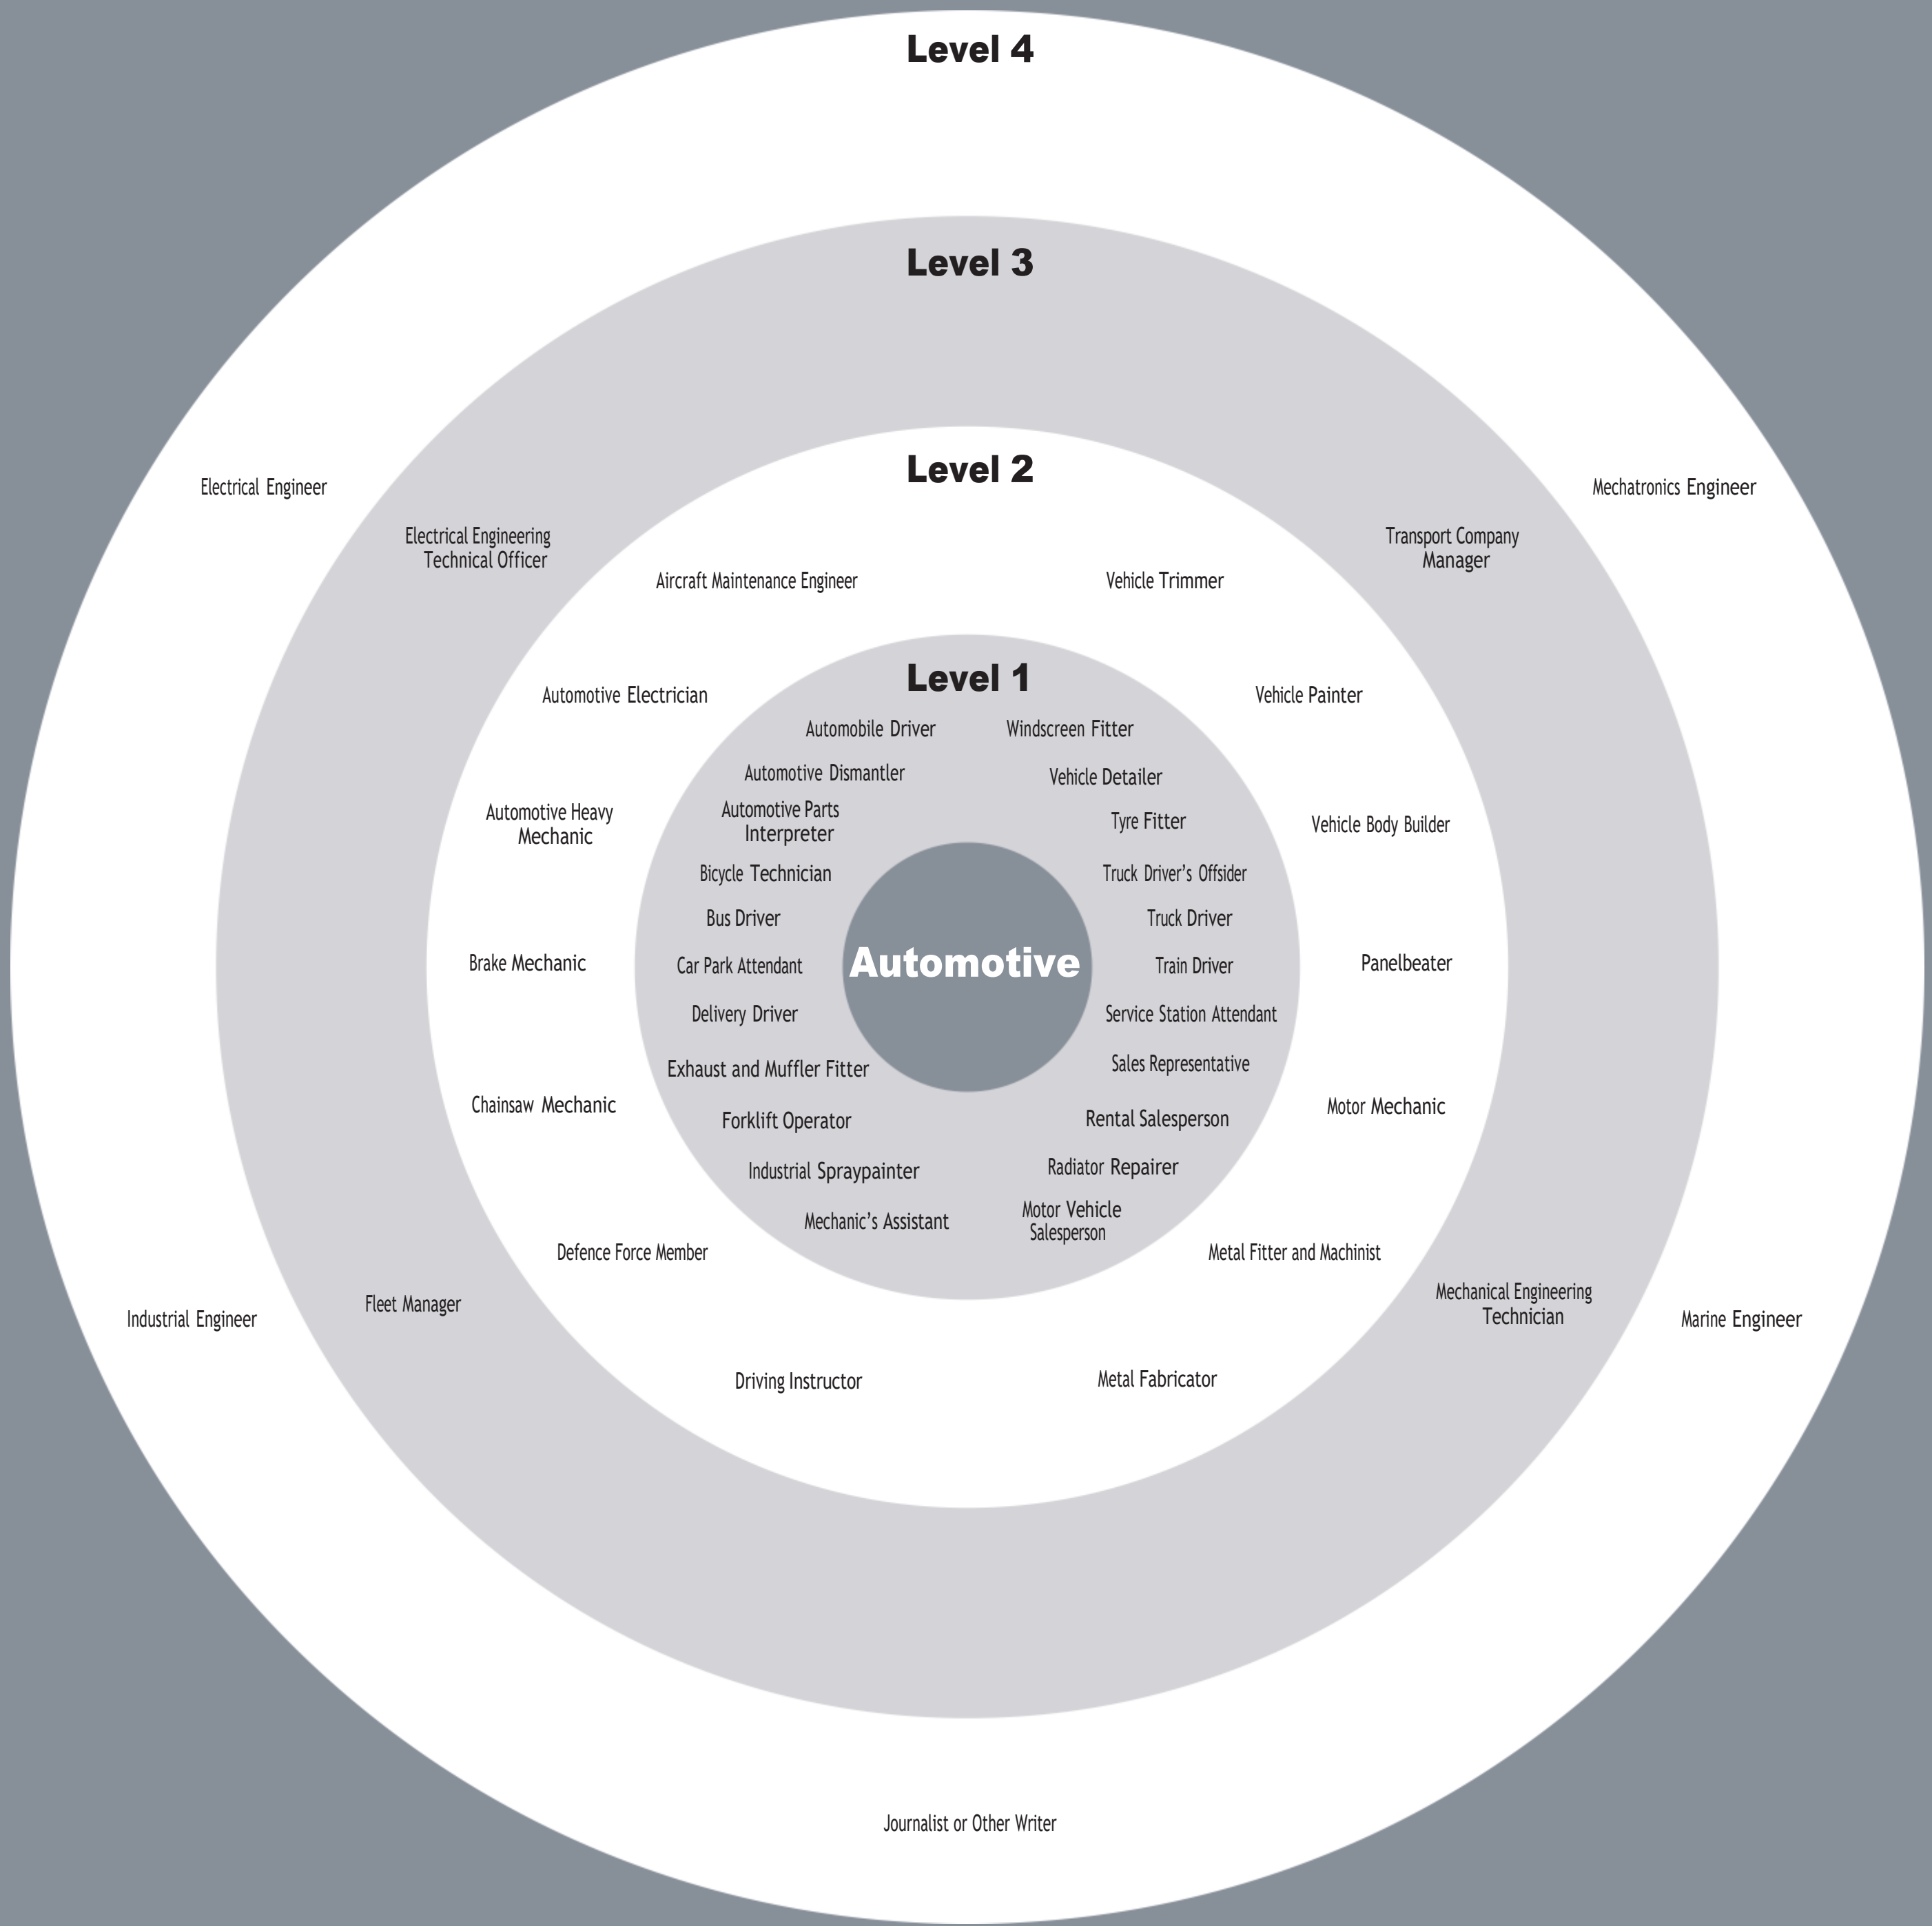 Level 4
Level 3
Level 2
Electrical Engineer
Mechatronics Engineer
Electrical Engineering
Technical Officer
Transport Company
Manager
Aircraft Maintenance Engineer
Vehicle Trimmer
Level 1
Automotive Electrician
Vehicle Painter
Automobile Driver
Windscreen Fitter
Automotive Dismantler
Vehicle Detailer
Automotive Heavy
Mechanic
Automotive Parts
Interpreter
Tyre Fitter
Vehicle Body Builder
Bicycle Technician
Truck Driver’s Offsider
Bus Driver
Truck Driver
Brake Mechanic
Car Park Attendant
Automotive
Train Driver
Panelbeater
Delivery Driver
Service Station Attendant
Exhaust and Muffler Fitter
Sales Representative
Chainsaw Mechanic
Forklift Operator
Rental Salesperson
Motor Mechanic
Industrial Spraypainter
Radiator Repairer
Mechanic’s Assistant
Motor Vehicle
Salesperson
Defence Force Member
Metal Fitter and Machinist
Industrial Engineer
Fleet Manager
Mechanical Engineering
Technician
Marine Engineer
Driving Instructor
Metal Fabricator
Journalist or Other Writer